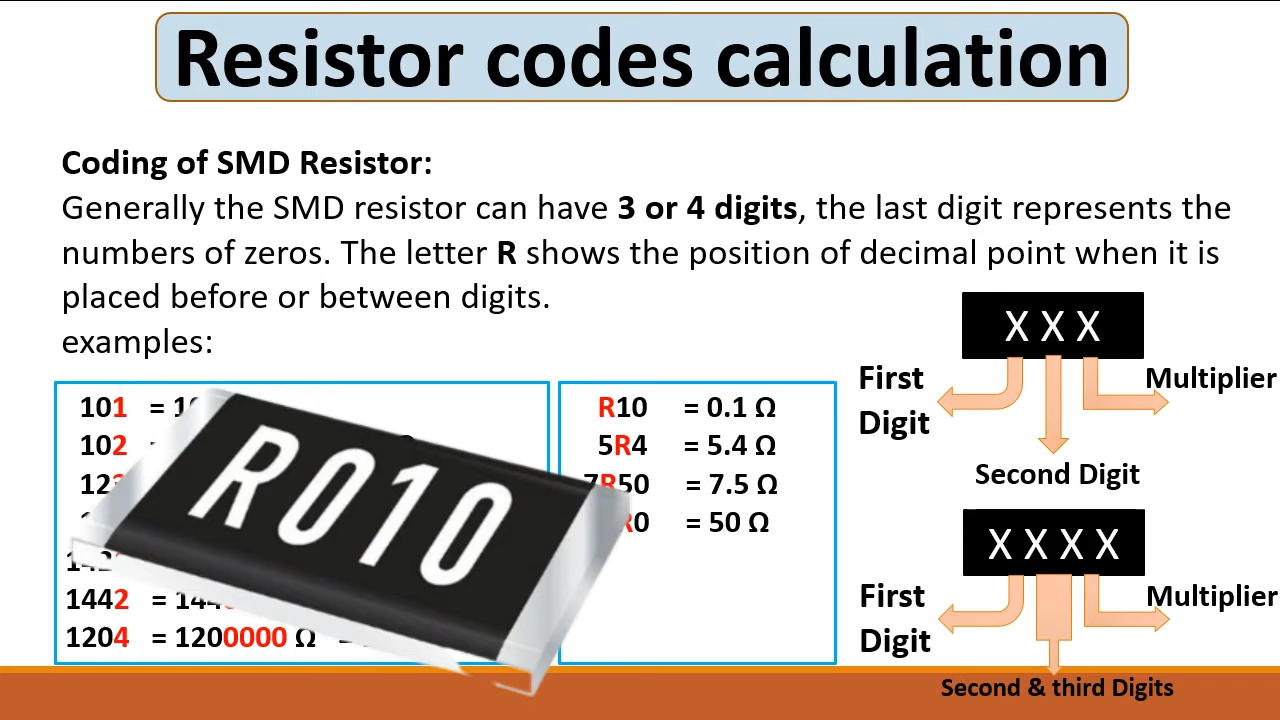 Resistor codes calculation
Coding of SMD Resistor:
Generally the SMD resistor can have 3 or 4 digits, the last digit represents the
numbers of zeros. The letter R shows the position of decimal point when it is
placed before or between digits.
examples:
101 =
102
1442 =
1204 = 1200000 Ω =
R010
R10 = 0.1 Ω
5R4 = 5.4 Ω
7R50 = 7.5 Ω
R0 = 50 Ω
X X X
First
Digit
Multiplier
Second Digit
X X X X
First
Digit
Multiplier
Second & third Digits